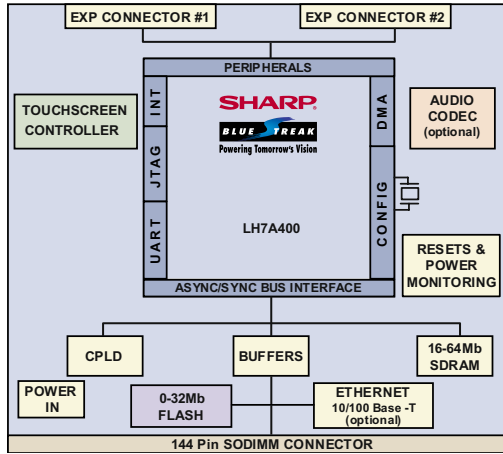 EXP CONNECTOR #1
EXP CONNECTOR #2
PERIPHERALS
TOUCHSCREEN
CONTROLLER
INT
JTAG
UART
SHARP®
BLUE STREAK
Powering Tomorrow's Vision
LH7A400
DMA
CONFIG
AUDIO
CODEC
(optional)
RESETS &
POWER
MONITORING
ASYNC/SYNC BUS INTERFACE
CPLD
BUFFERS
16-64Mb
SDRAM
POWER
IN
0-32Mb
FLASH
ETHERNET
10/100 Base -T
(optional)
144 Pin SODIMM CONNECTOR